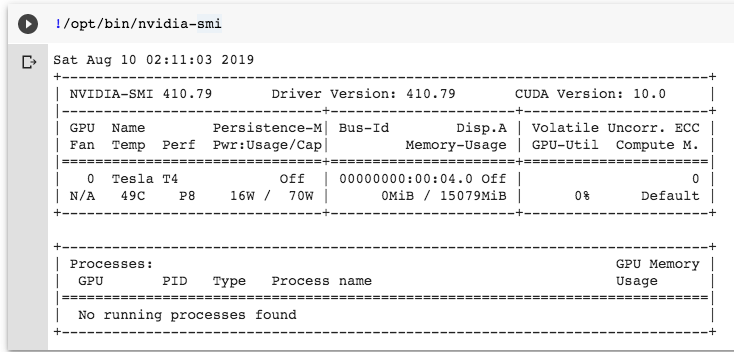 !/opt/bin/nvidia-smi
Sat Aug 10 02:11:03 2019
+-----------------------------------------------------------------------------+
| NVIDIA-SMI 410.79       Driver Version: 410.79       CUDA Version: 10.0     |
|-------------------------------+----------------------+----------------------+
| GPU  Name        Persistence-M| Bus-Id        Disp.A | Volatile Uncorr. ECC |
| Fan  Temp  Perf  Pwr:Usage/Cap|         Memory-Usage | GPU-Util  Compute M. |
|===============================+======================+======================|
|   0  Tesla T4            Off  | 00000000:00:04.0 Off |                    0 |
| N/A   49C    P8    16W /  70W |      0MiB / 15079MiB |      0%      Default |
+-------------------------------+----------------------+----------------------+
+-----------------------------------------------------------------------------+
| Processes:                                                       GPU Memory |
|  GPU       PID   Type   Process name                             Usage      |
|=============================================================================|
|  No running processes found                                                 |
+-----------------------------------------------------------------------------+